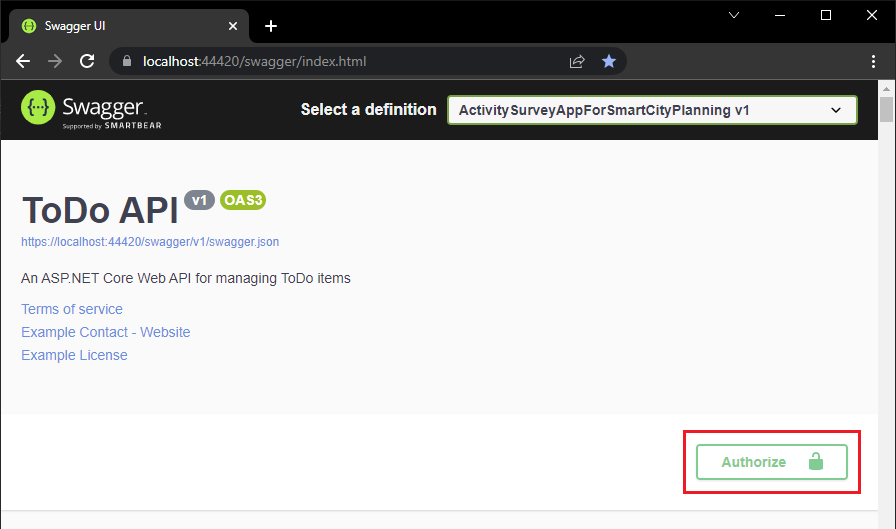 Swagger UI
localhost:44420/swagger/index.html
Swagger
Supported by SMARTBEAR
Select a definition
ActivitySurveyAppForSmartCityPlanning v1
ToDo API v1 OAS3
https://localhost:44420/swagger/v1/swagger.json
An ASP.NET Core Web API for managing ToDo items
Terms of service
Example Contact - Website
Example License
Authorize